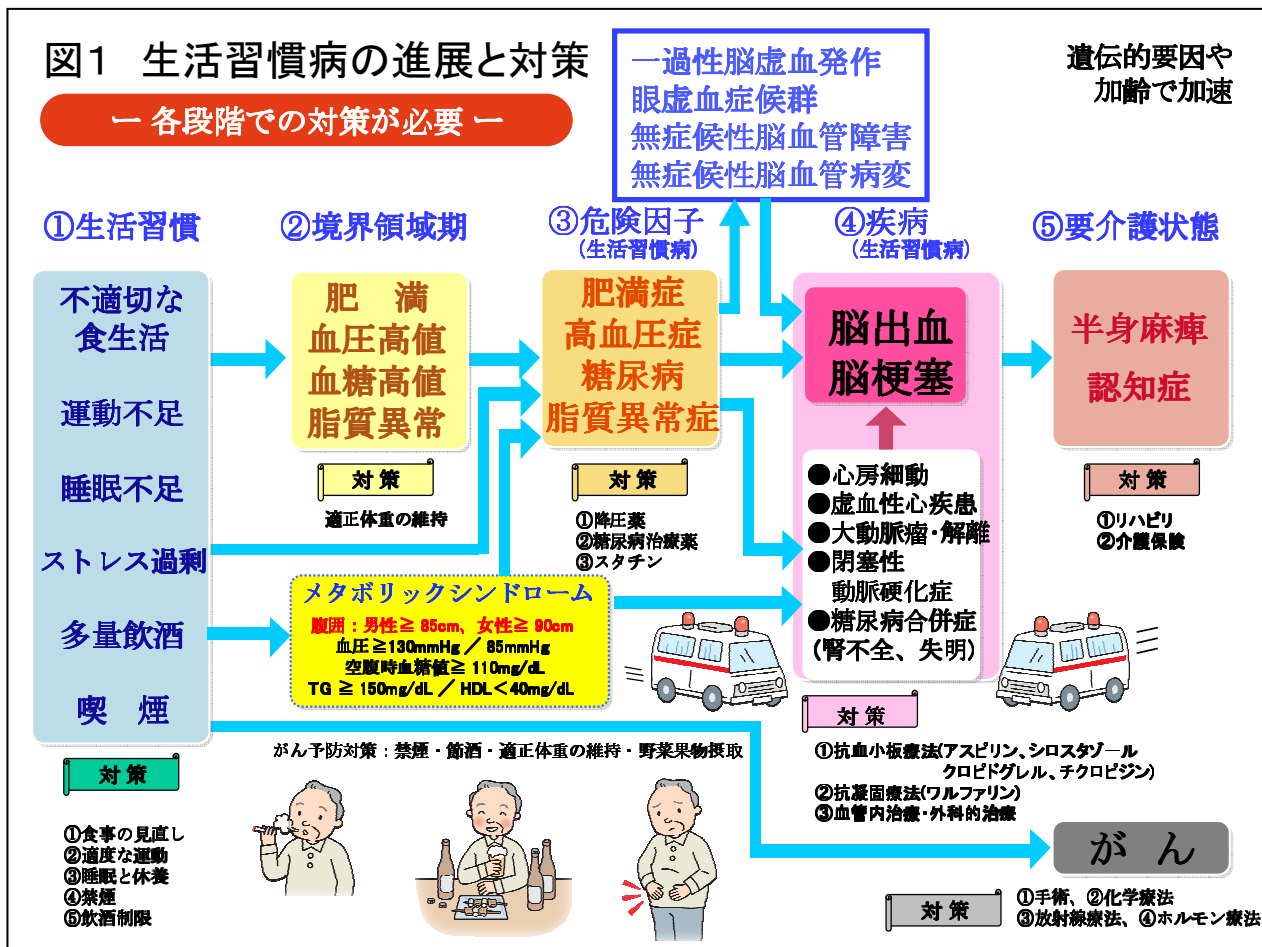 図1 生活習慣病の進展と対策
ー 各段階での対策が必要 ー
一過性脳虚血発作
眼虚血症候群
無症候性脳血管障害
無症候性脳血管病変
遺伝的要因や
加齢で加速
①生活習慣
不適切な
食生活
運動不足
睡眠不足
ストレス過剰
多量飲酒
喫 煙
対 策
①食事の見直し
②適度な運動
③睡眠と休養
④禁煙
⑤飲酒制限
②境界領域期
肥 満
血圧高値
血糖高値
脂質異常
対 策
適正体重の維持
メタボリックシンドローム
腹囲：男性≧ 85cm、女性≧ 90cm
血圧 ≧130mmHg ／ 85mmHg
空腹時血糖値≧ 110mg/dL
TG ≧ 150mg/dL ／ HDL＜40mg/dL
③危険因子
(生活習慣病)
肥満症
高血圧症
糖尿病
脂質異常症
対 策
①降圧薬
②糖尿病治療薬
③スタチン
④疾病
(生活習慣病)
脳出血
脳梗塞
●心房細動
●虚血性心疾患
●大動脈瘤･解離
●閉塞性
動脈硬化症
●糖尿病合併症
(腎不全、失明)
対 策
①抗血小板療法(アスピリン、シロスタゾール
クロピドグレル、チクロピジン)
②抗凝固療法(ワルファリン)
③血管内治療･外科的治療
⑤要介護状態
半身麻痺
認知症
対 策
①リハビリ
②介護保険
がん予防対策：禁煙・節酒・適正体重の維持・野菜果物摂取
が ん
対 策
①手術、②化学療法
③放射線療法、④ホルモン療法